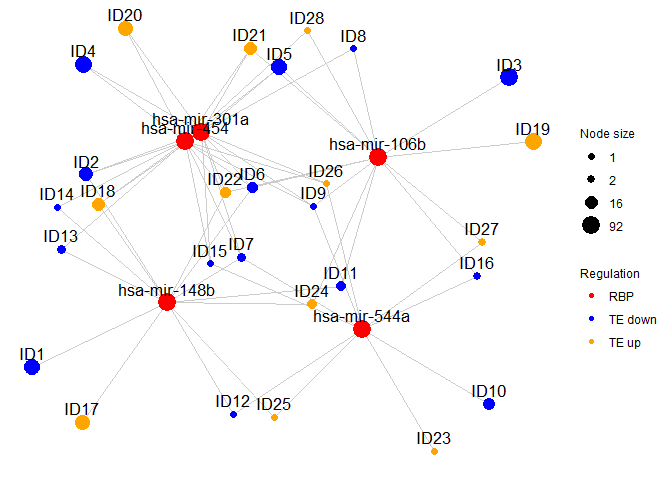 ID20
ID28
ID21
ID8
ID4
ID5
ID3
hsa-mir-301a
hsa-mir-454
ID19
hsa-mir-106b
Node size
1
2
16
92
ID2
ID6
ID26
ID22
ID14
ID18
ID9
ID27
ID13
ID15
ID7
ID16
ID11
Regulation
RBP
TE down
TE up
hsa-mir-148b
ID24
hsa-mir-544a
ID1
ID10
ID12
ID25
ID17
ID23